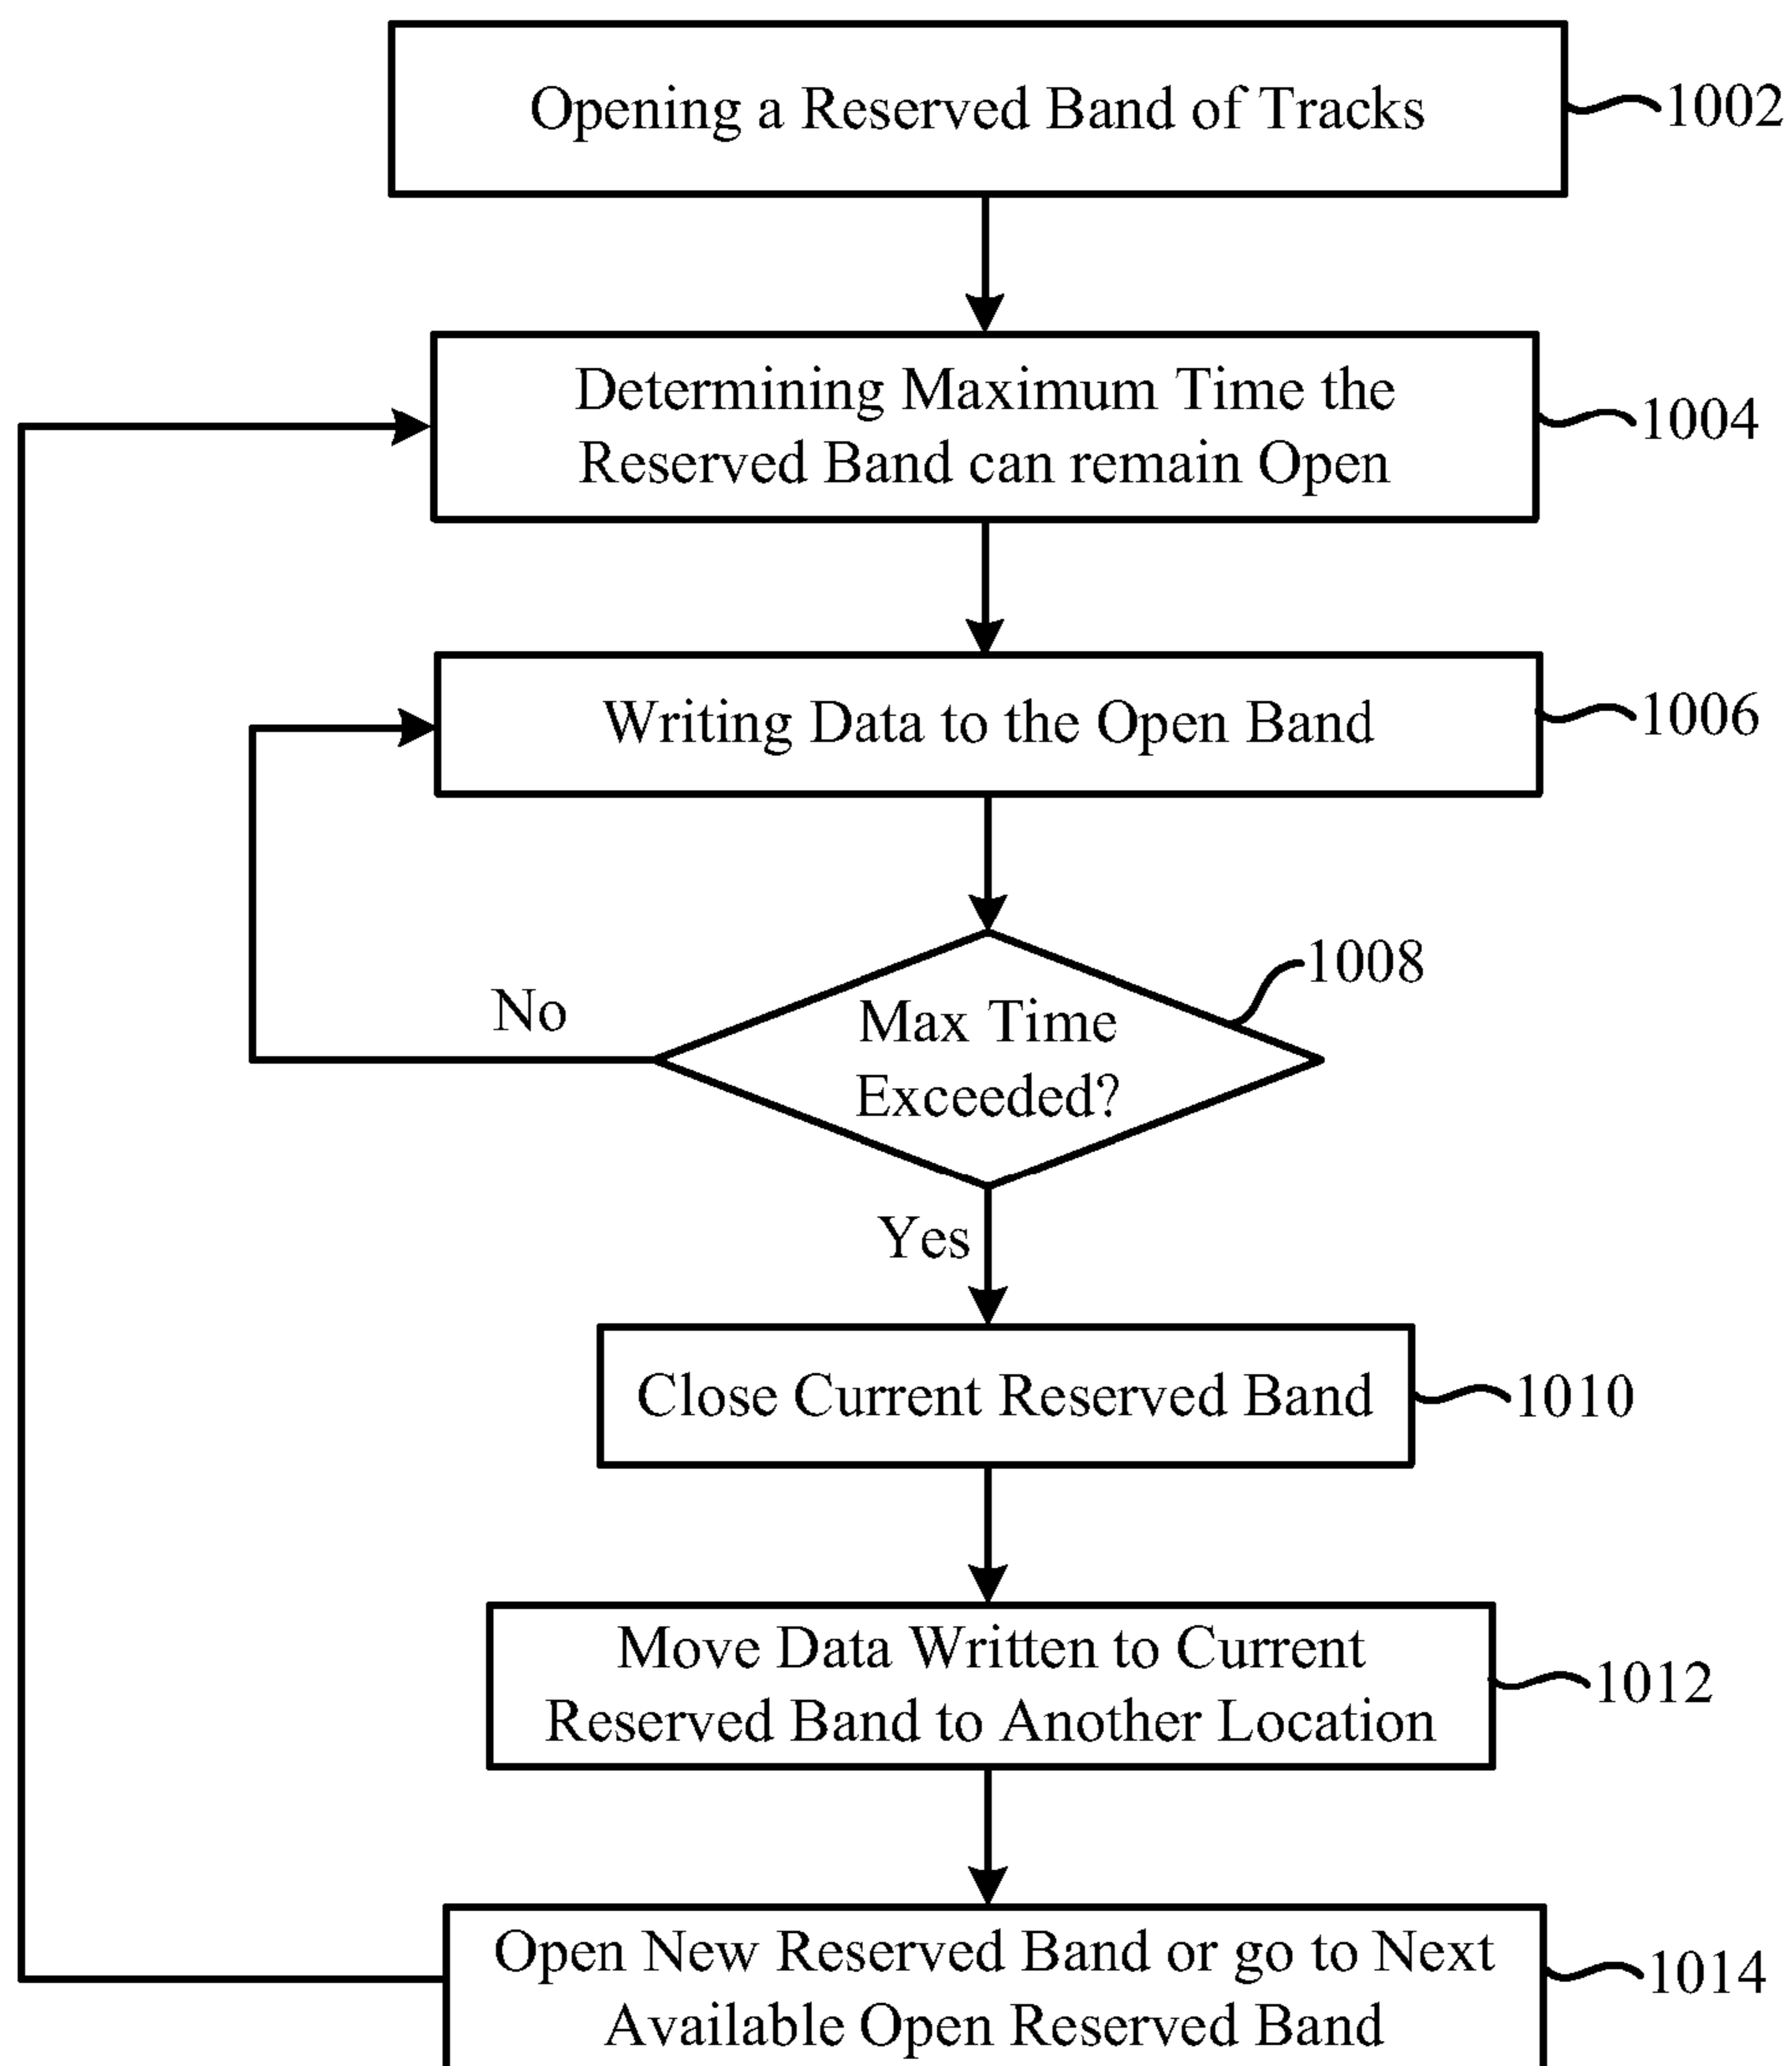 Opening a Reserved Band of Tracks
1002
Determining Maximum Time the
Reserved Band can remain Open
1004
Writing Data to the Open Band
1006
1008
Max Time
Exceeded?
No
Yes
Close Current Reserved Band
1010
Move Data Written to Current
Reserved Band to Another Location
1012
Open New Reserved Band or go to Next
Available Open Reserved Band
1014